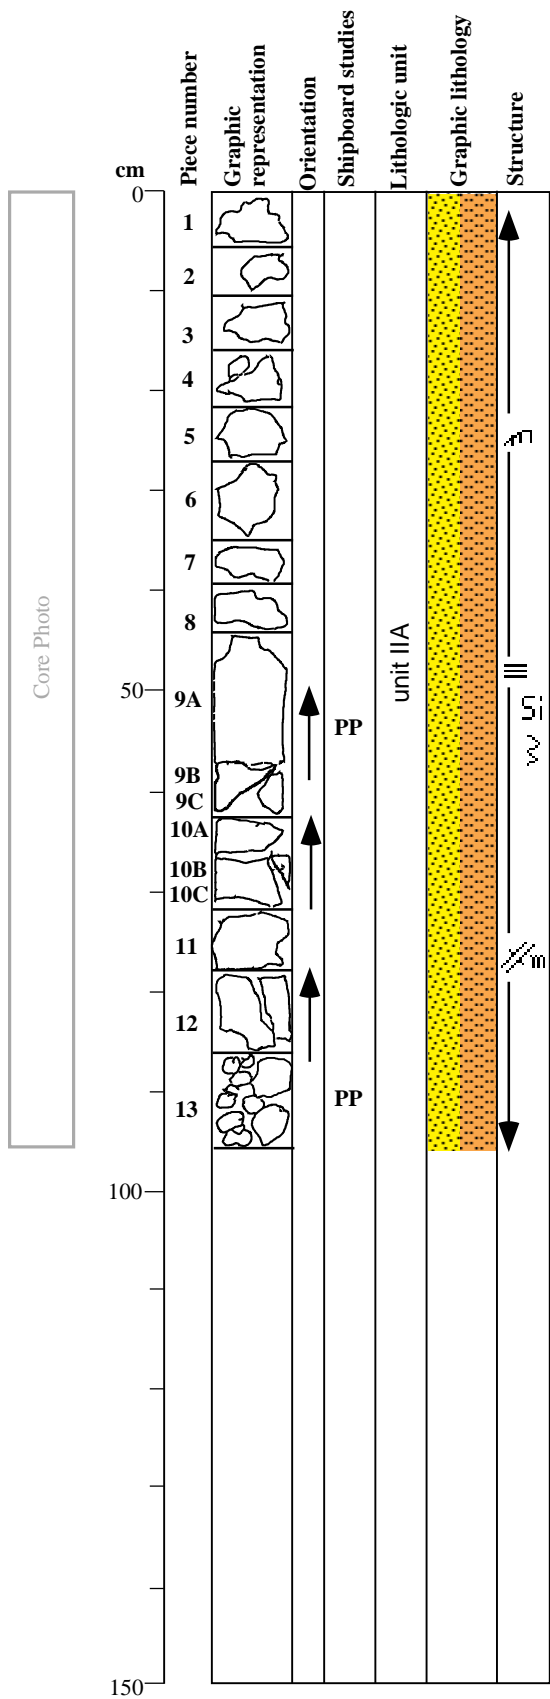 cm
Piece number
Graphic
representation
Orientation
Shipboard studies
Lithologic unit
Graphic lithology
Structure
0
1
2
3
4
5
6
7
8
50
9A
PP
9B
9C
10A
10B
10C
11
12
13
PP
100
150
Core Photo
unit IIA